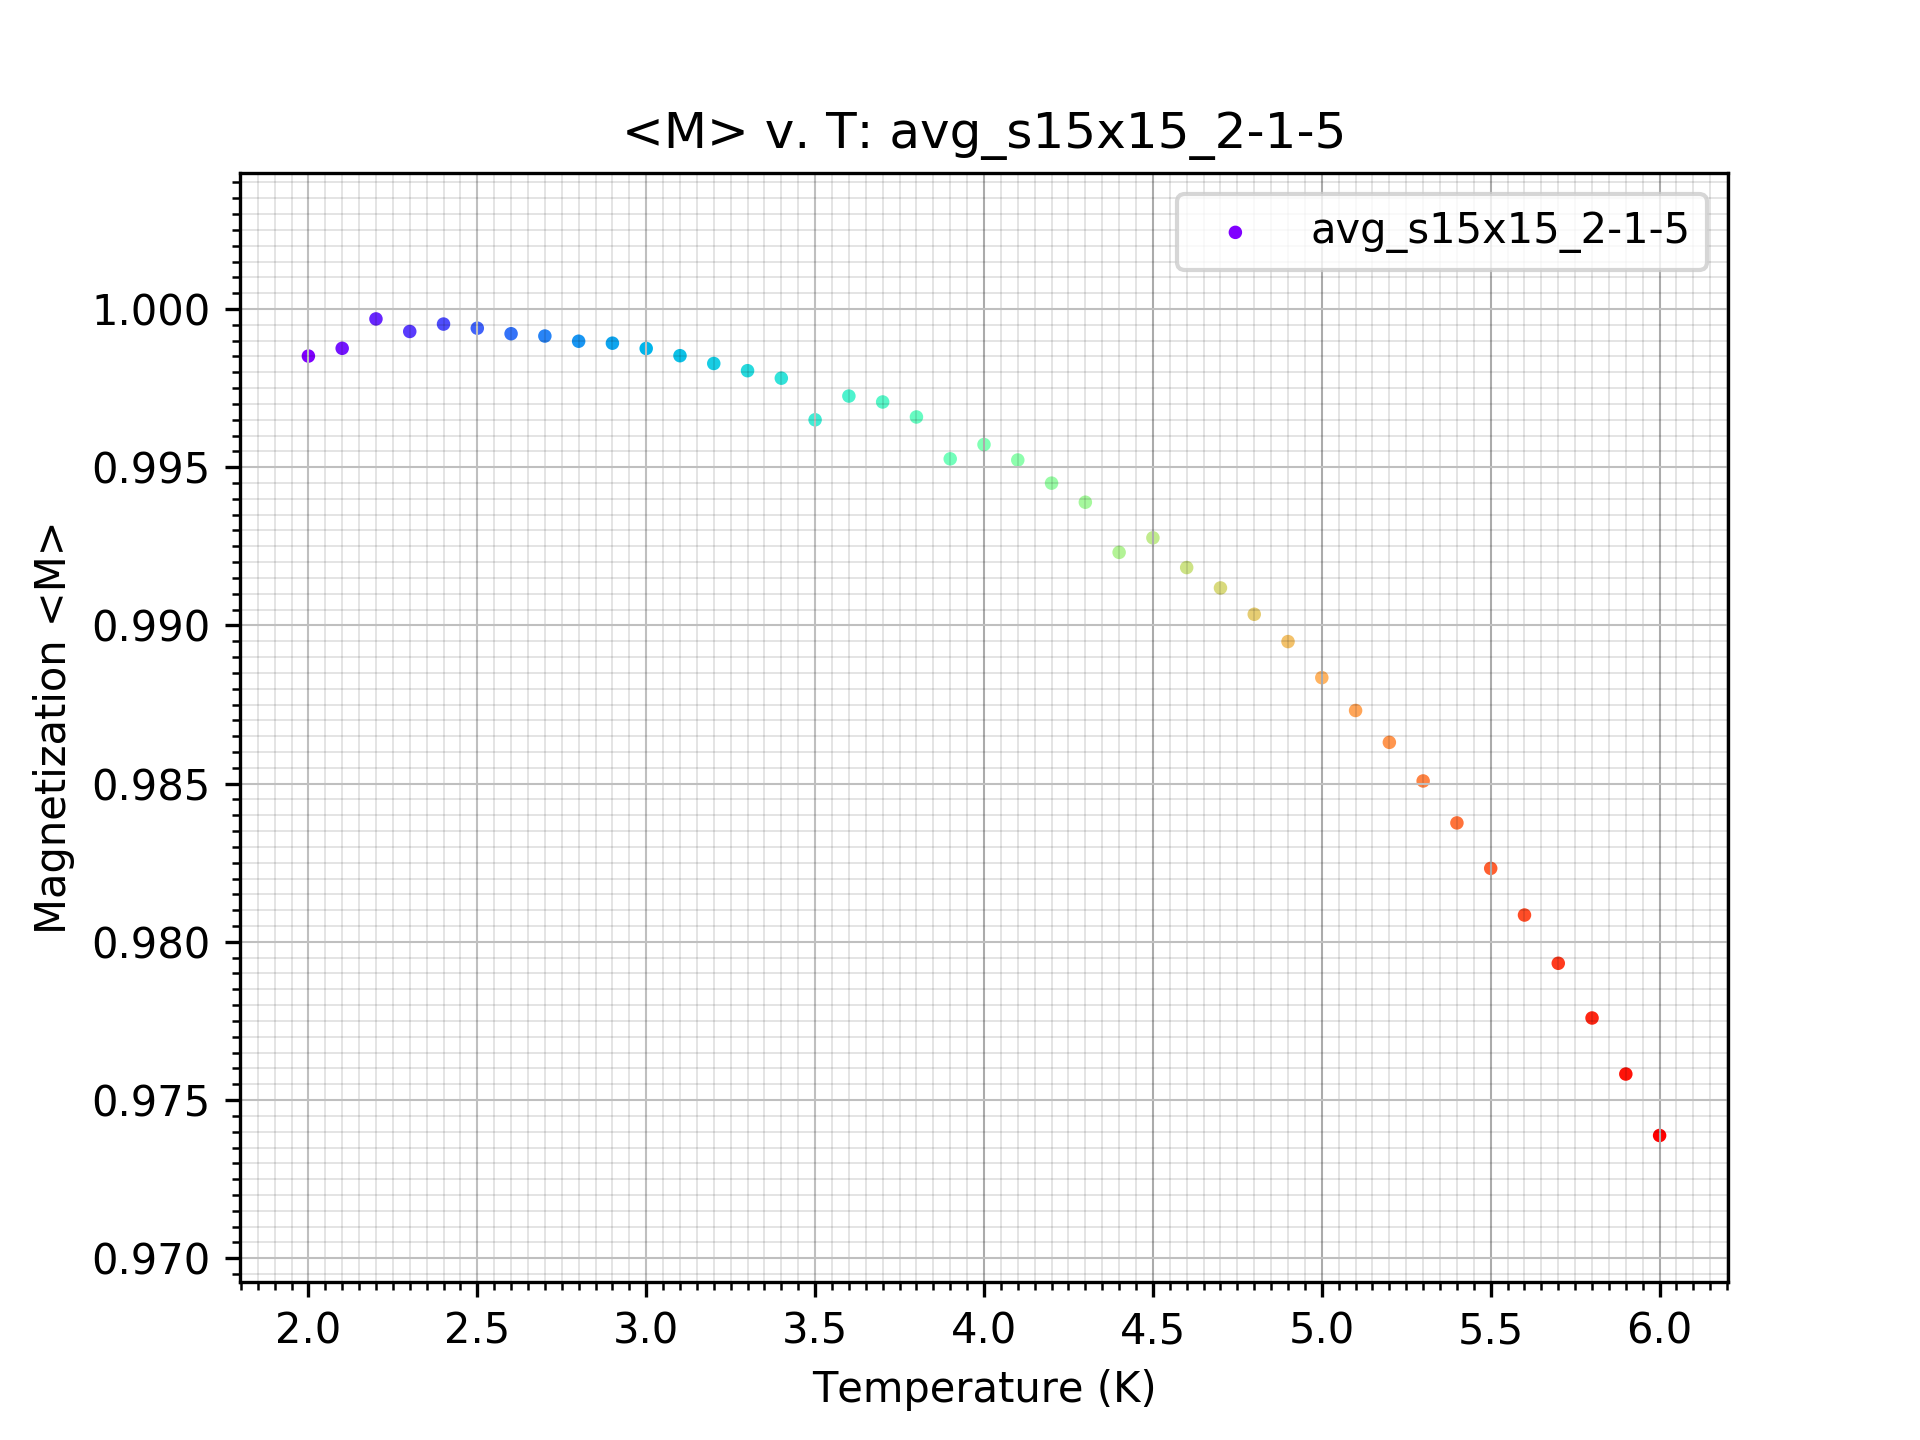 <M> v. T: avg_s15x15_2-1-5
avg_s15x15_2-1-5
Magnetization <M>
1.000
0.995
0.990
0.985
0.980
0.975
0.970
2.0 2.5 3.0 3.5 4.0 4.5 5.0 5.5 6.0
Temperature (K)